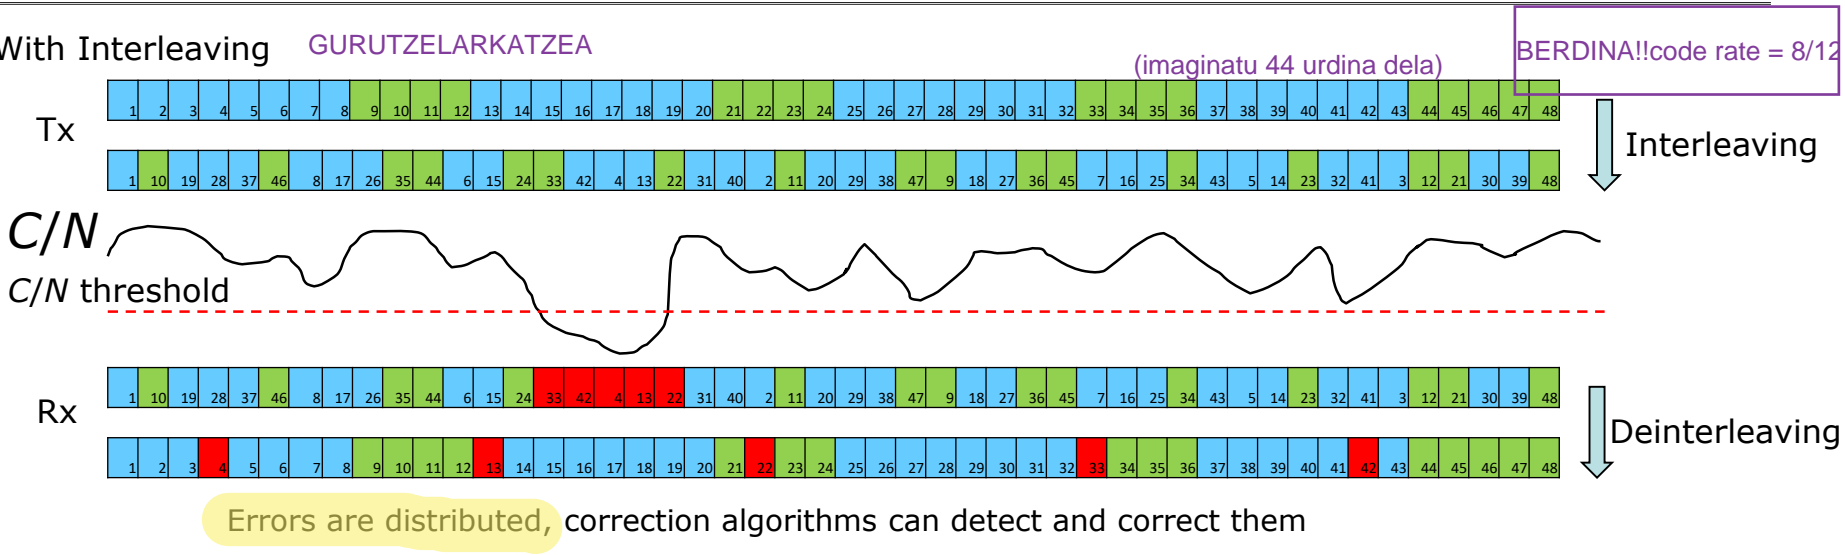 With Interleaving GURUTZELARKATZEA
(imaginatu 44 urdina dela)
BERDINA!!code rate = 8/12
Tx
1 2 3 4 5 6 7 8 9 10 11 12 13 14 15 16 17 18 19 20 21 22 23 24 25 26 27 28 29 30 31 32 33 34 35 36 37 38 39 40 41 42 43 44 45 46 47 48
Interleaving
1 10 19 28 37 46 8 17 26 35 44 6 15 24 33 42 4 13 22 31 40 2 11 20 29 38 47 9 18 27 36 45 7 16 25 34 43 5 14 23 32 41 3 12 21 30 39 48
C/N
C/N threshold
Rx
1 10 19 28 37 46 8 17 26 35 44 6 15 24 33 42 4 13 22 31 40 2 11 20 29 38 47 9 18 27 36 45 7 16 25 34 43 5 14 23 32 41 3 12 21 30 39 48
Deinterleaving
1 2 3 4 5 6 7 8 9 10 11 12 13 14 15 16 17 18 19 20 21 22 23 24 25 26 27 28 29 30 31 32 33 34 35 36 37 38 39 40 41 42 43 44 45 46 47 48
Errors are distributed, correction algorithms can detect and correct them